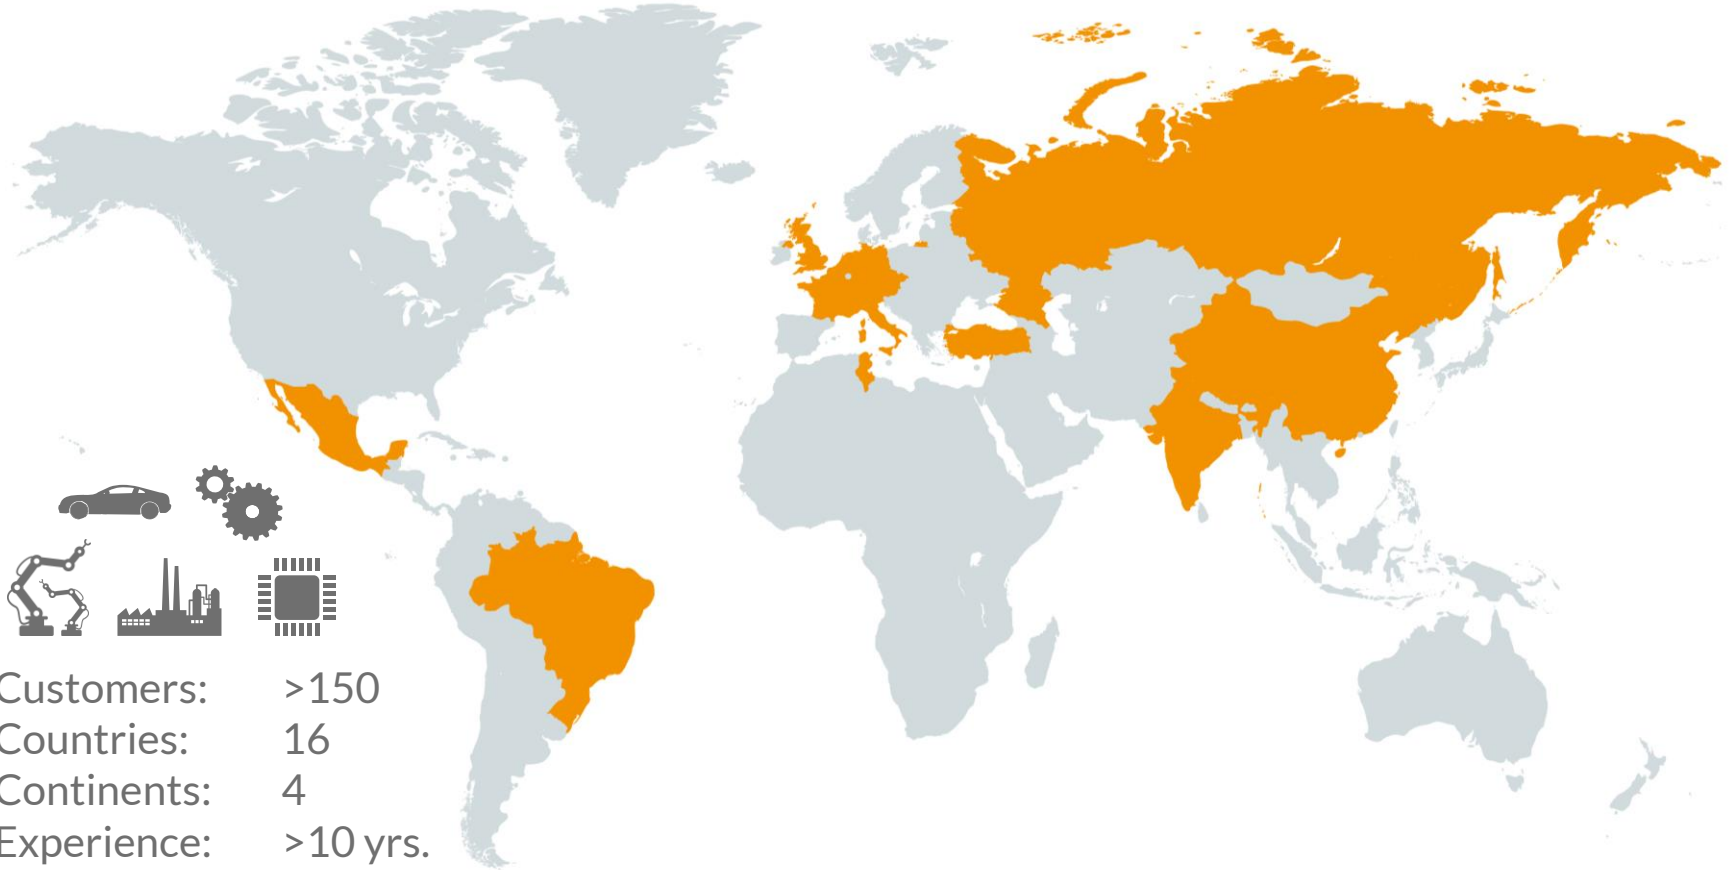 Customers: >150
Countries: 16
Continents: 4
Experience: >10 yrs.